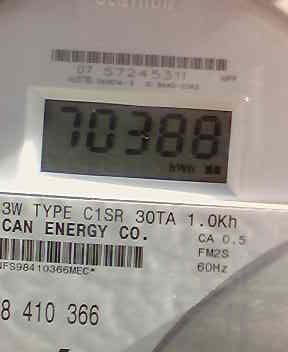 07 57245311
70388
kWh
3W TYPE C1SR 30TA 1.0Kh
CAN ENERGY CO.
CA 0.5
FM2S
60Hz
8 410 366